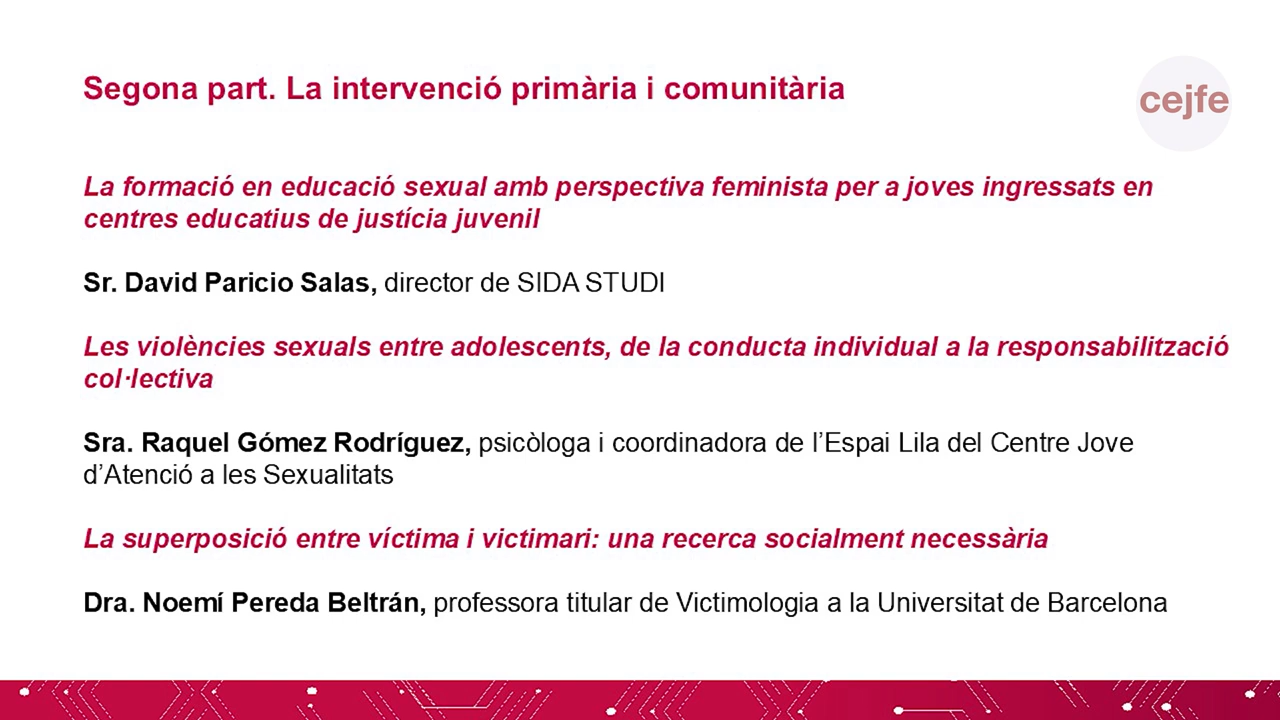 Segona part. La intervenció primària i comunitària
cejfe
La formació en educació sexual amb perspectiva feminista per a joves ingressats en
centres educatius de justícia juvenil
Sr. David Paricio Salas, director de SIDA STUDI
Les violències sexuals entre adolescents, de la conducta individual a la responsabilització
col·lectiva
Sra. Raquel Gómez Rodríguez, psicòloga i coordinadora de l’Espai Lila del Centre Jove
d’Atenció a les Sexualitats
La superposició entre víctima i victimari: una recerca socialment necessària
Dra. Noemí Pereda Beltrán, professora titular de Victimologia a la Universitat de Barcelona